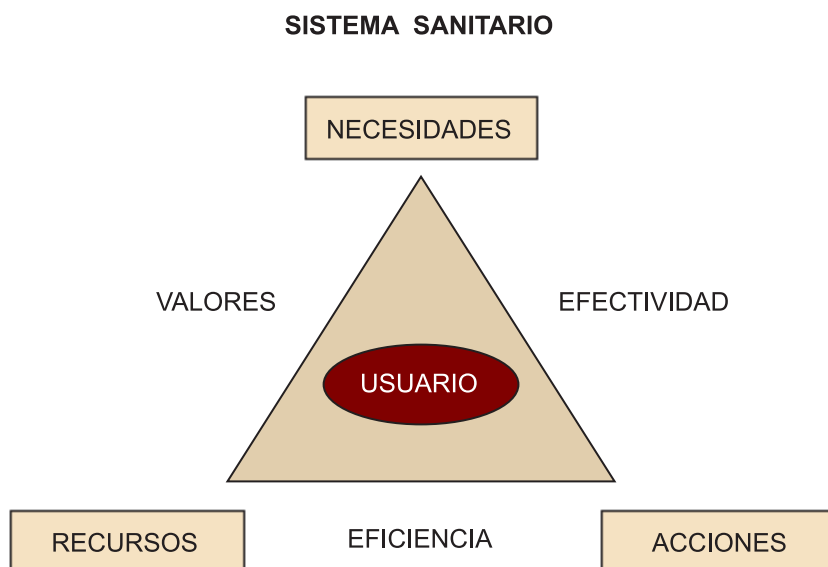 SISTEMA SANITARIO
NECESIDADES
VALORES
EFECTIVIDAD
USUARIO
RECURSOS
EFICIENCIA
ACCIONES